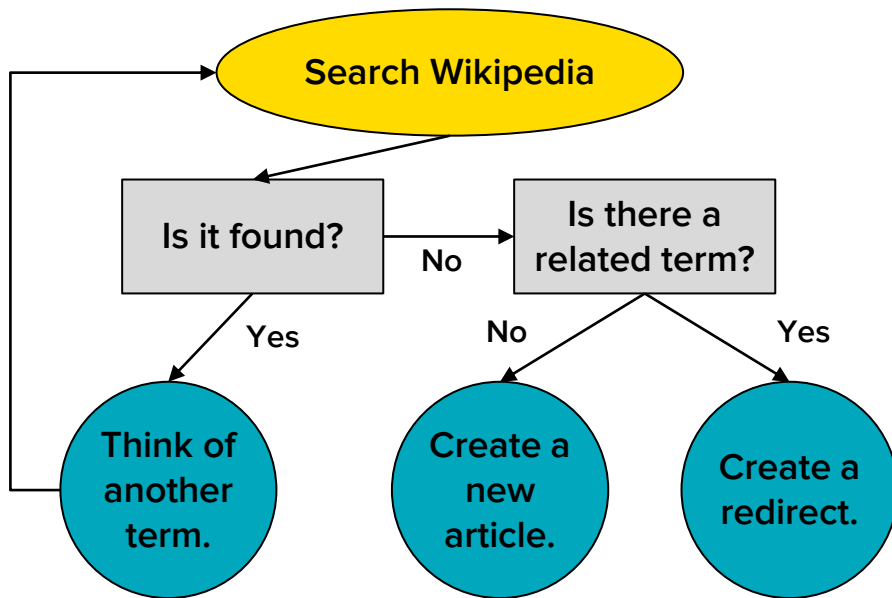 Search Wikipedia
Is it found?
No
Is there a
related term?
Yes
No
Yes
Think of
another
term.
Create a
new
article.
Create a
redirect.